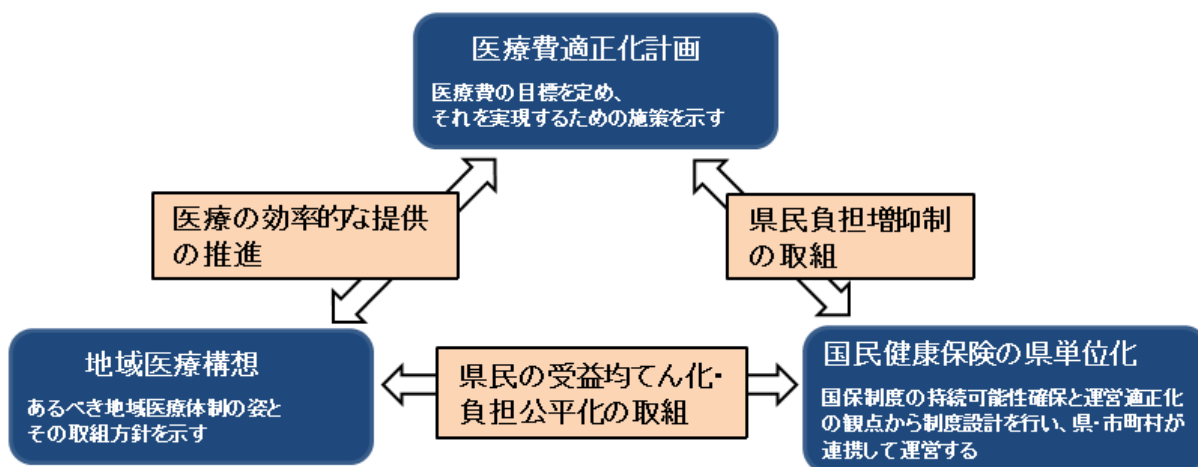 医療費適正化計画
医療費の目標を定め、
それを実現するための施策を示す
医療の効率的な提供
の推進
県民負担増抑制
の取組
地域医療構想
あるべき地域医療体制の姿と
その取組方針を示す
県民の受益均てん化・
負担公平化の取組
国民健康保険の県単位化
国保制度の持続可能性確保と運営適正化
の観点から制度設計を行い、県・市町村が
連携して運営する